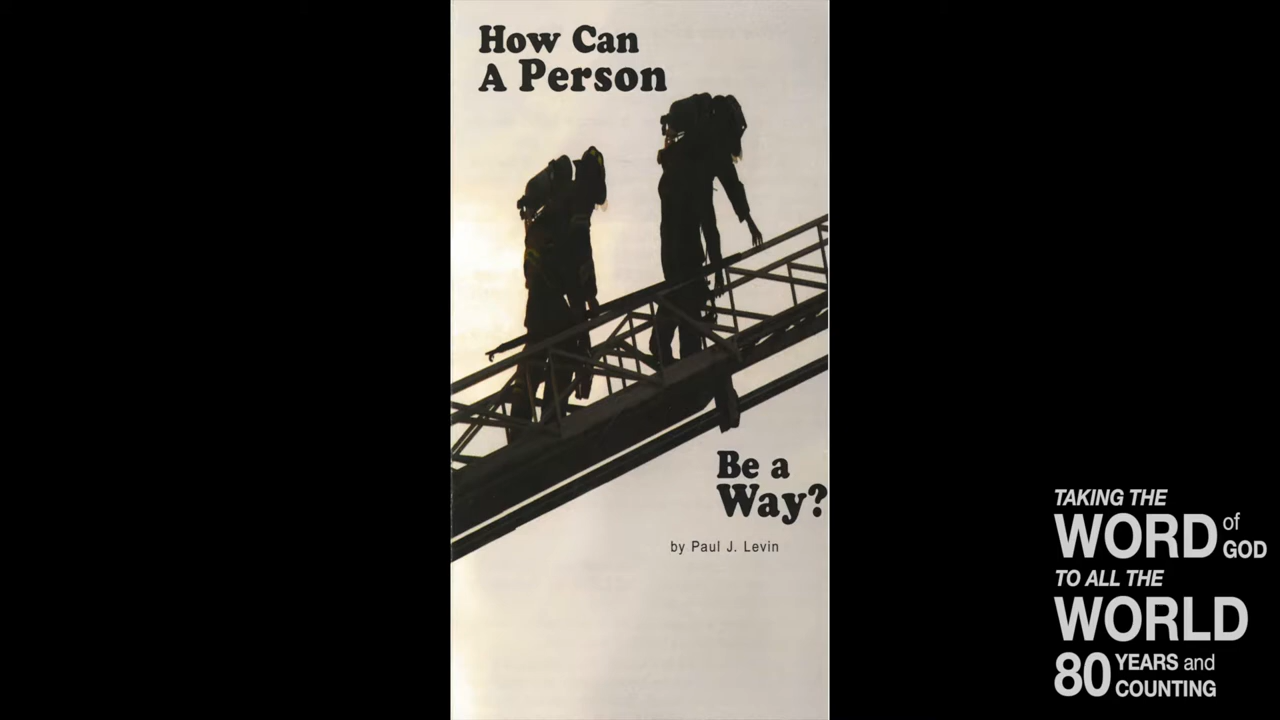 How Can
A Person
Be a
Way?
by Paul J. Levin
TAKING THE
WORD of
GOD
TO ALL THE
WORLD
80 YEARS and
COUNTING